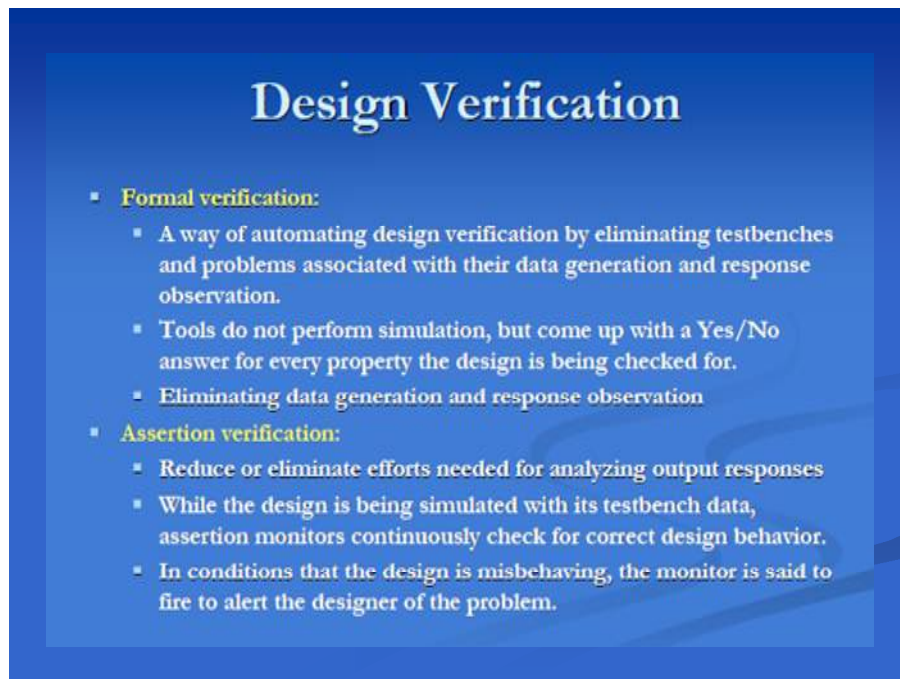 Design Verification
▪ Formal verification:
▪ A way of automating design verification by eliminating testbenches
and problems associated with their data generation and response
observation.
▪ Tools do not perform simulation, but come up with a Yes/No
answer for every property the design is being checked for.
▪ Eliminating data generation and response observation
▪ Assertion verification:
▪ Reduce or eliminate efforts needed for analyzing output responses
▪ While the design is being simulated with its testbench data,
assertion monitors continuously check for correct design behavior.
▪ In conditions that the design is misbehaving, the monitor is said to
fire to alert the designer of the problem.